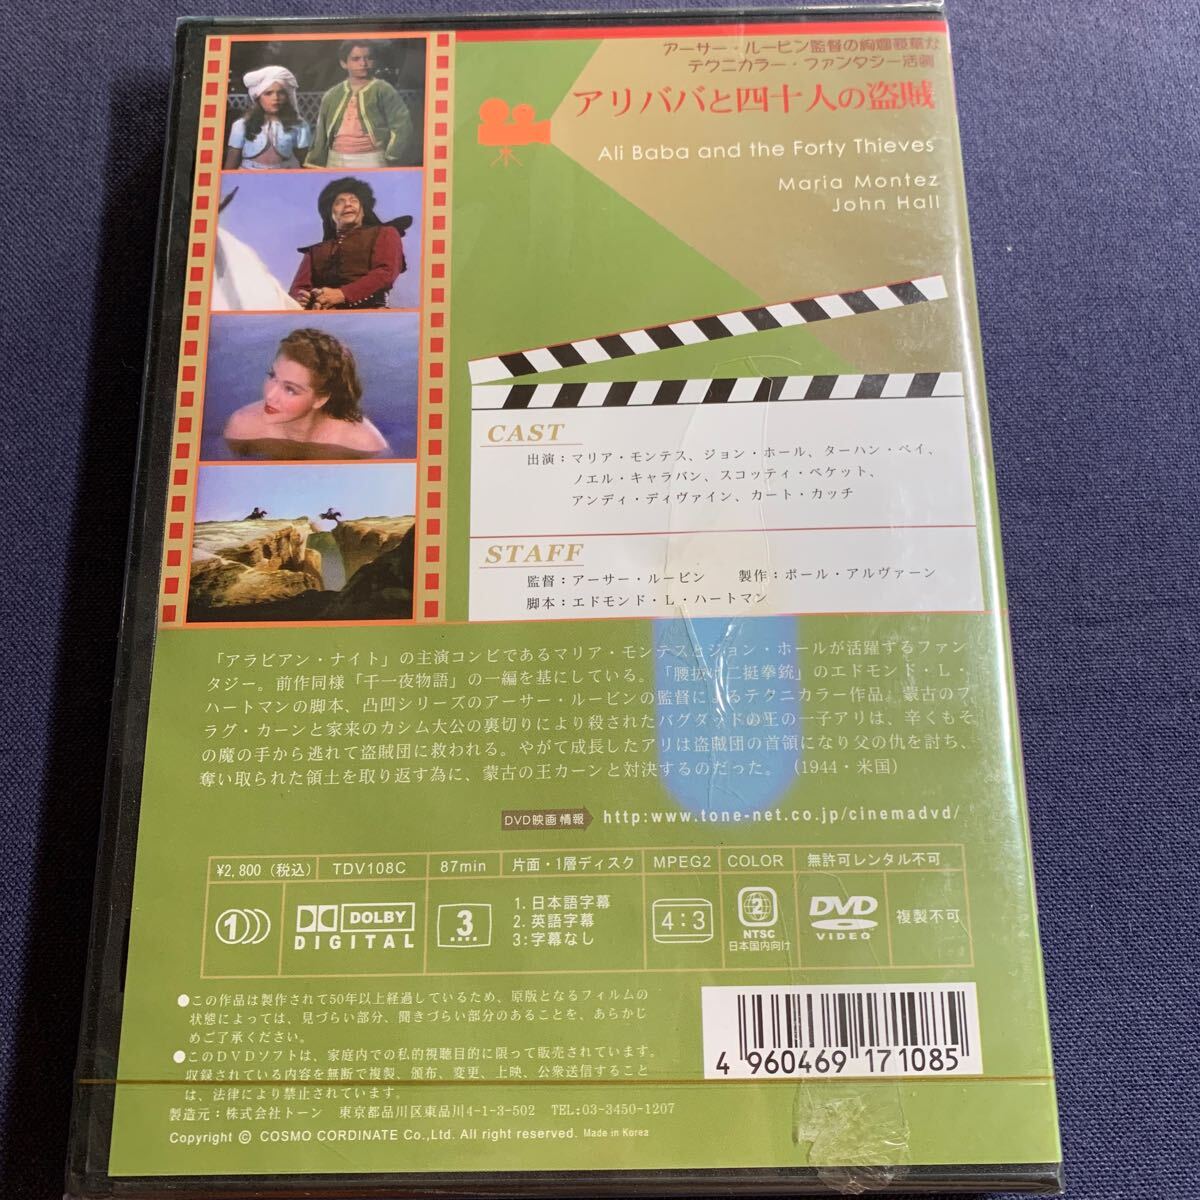 アーサー・ルービン監督の絢爛豪華な
テクニカラー・ファンタジー活劇
アリババと四十人の盗賊
Ali Baba and the Forty Thieves
Maria Montez
John Hall
CAST
出演：マリア・モンテス、ジョン・ホール、ターハン・ベイ、
ノエル・キャラバン、スコッティ・ベケット、
アンディ・ディヴァイン、カート・カッチ
STAFF
監督：アーサー・ルービン　製作：ポール・アルヴァーン
脚本：エドモンド・L・ハートマン
「アラビアン・ナイト」の主演コンビであるマリア・モンテスとジョン・ホールが活躍するファン
タジー。前作同様「千一夜物語」の一編を基にしている。「腰抜け二挺拳銃」のエドモンド・L・
ハートマンの脚本、凸凹シリーズのアーサー・ルービンの監督によるテクニカラー作品。蒙古のフ
ラグ・カーンと家来のカシム大公の裏切りにより殺されたバグダッドの王の一子アリは、辛くもそ
の魔の手から逃れて盗賊団に救われる。やがて成長したアリは盗賊団の首領になり父の仇を討ち、
奪い取られた領土を取り返す為に、蒙古の王カーンと対決するのだった。（1944・米国）
DVD映画情報 http:www.tone-net.co.jp/cinemadvd/
¥2,800（税込） TDV108C 87min 片面・1層ディスク MPEG2 COLOR 無許可レンタル不可
1 DOLBY DIGITAL 3
1. 日本語字幕
2. 英語字幕
3:字幕なし
4:3
2 NTSC 日本国内向け
DVD VIDEO
複製不可
●この作品は製作されて50年以上経過しているため、原版となるフィルムの
状態によっては、見づらい部分、聞きづらい部分のあることを、あらかじ
めご了承ください。
●このDVDソフトは、家庭内での私的視聴目的に限って販売されています。
収録されている内容を無断で複製、頒布、変更、上映、公衆送信すること
は、法律により禁止されています。
製造元：株式会社トーン　東京都品川区東品川4-1-3-502　TEL:03-3450-1207
Copyright © COSMO CORDINATE Co.,Ltd. All right reserved. Made in Korea
4 960469 171085